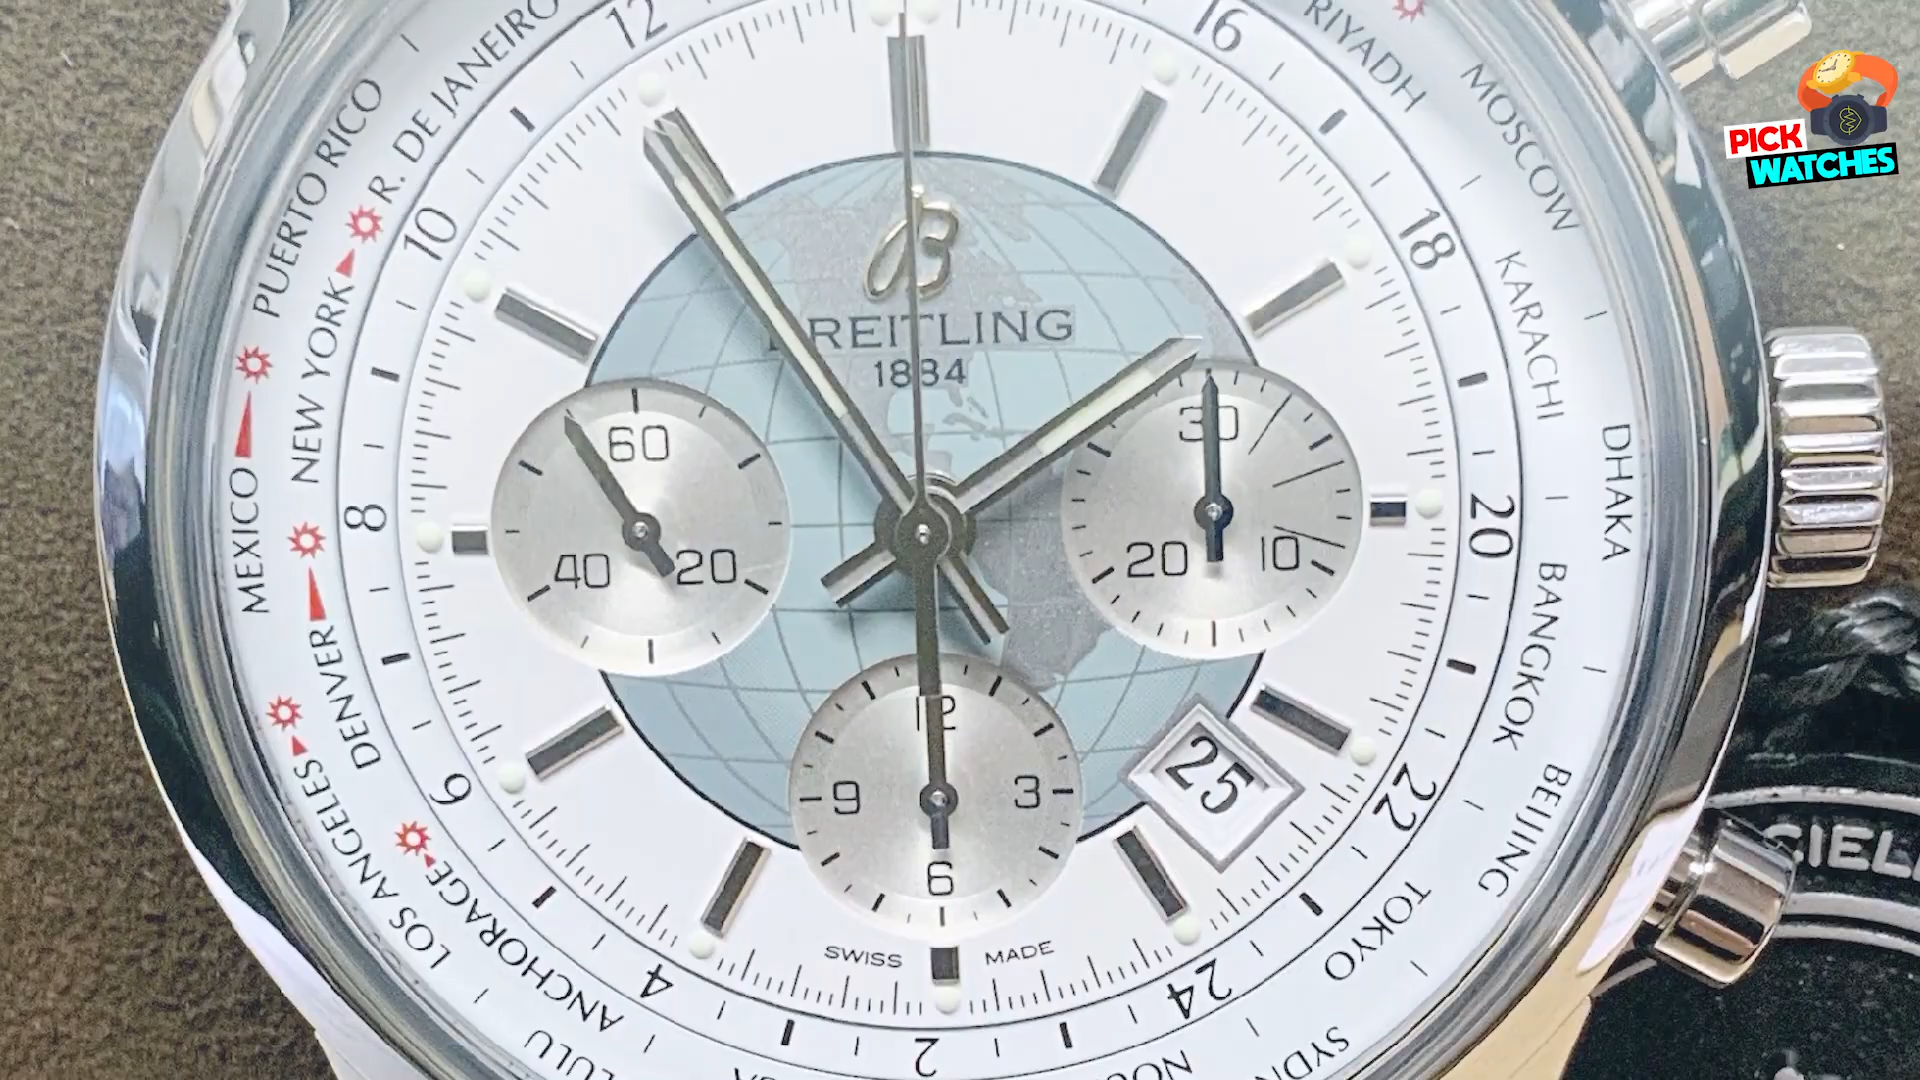 PICK
WATCHES
BREITLING
1884
60
20
40
30
10
20
12
3
6
9
25
SWISS MADE
12
16
18
20
22
24
2
4
6
8
10
RIYADH
MOSCOW
KARACHI
DHAKA
BANGKOK
BEIJING
TOKYO
ANCHORAGE
LOS ANGELES
DENVER
MEXICO
NEW YORK
PUERTO RICO
R. DE JANEIRO